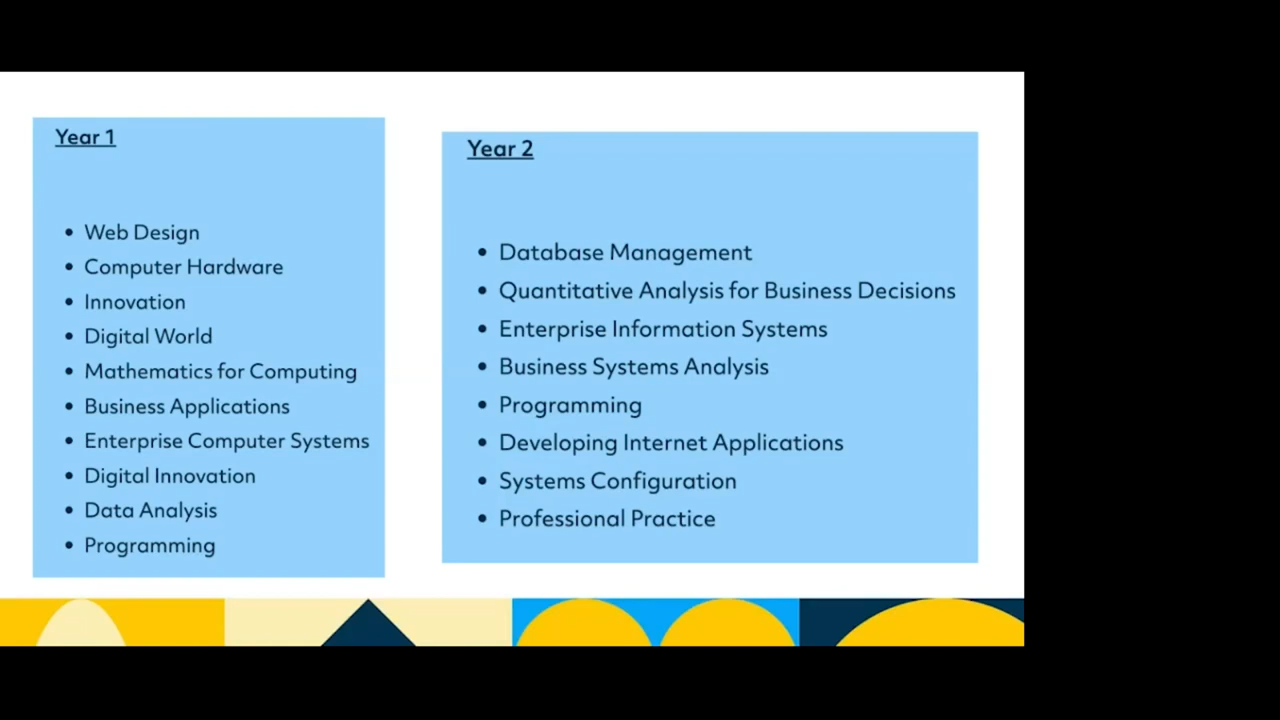 Year 1
• Web Design
• Computer Hardware
• Innovation
• Digital World
• Mathematics for Computing
• Business Applications
• Enterprise Computer Systems
• Digital Innovation
• Data Analysis
• Programming
Year 2
• Database Management
• Quantitative Analysis for Business Decisions
• Enterprise Information Systems
• Business Systems Analysis
• Programming
• Developing Internet Applications
• Systems Configuration
• Professional Practice